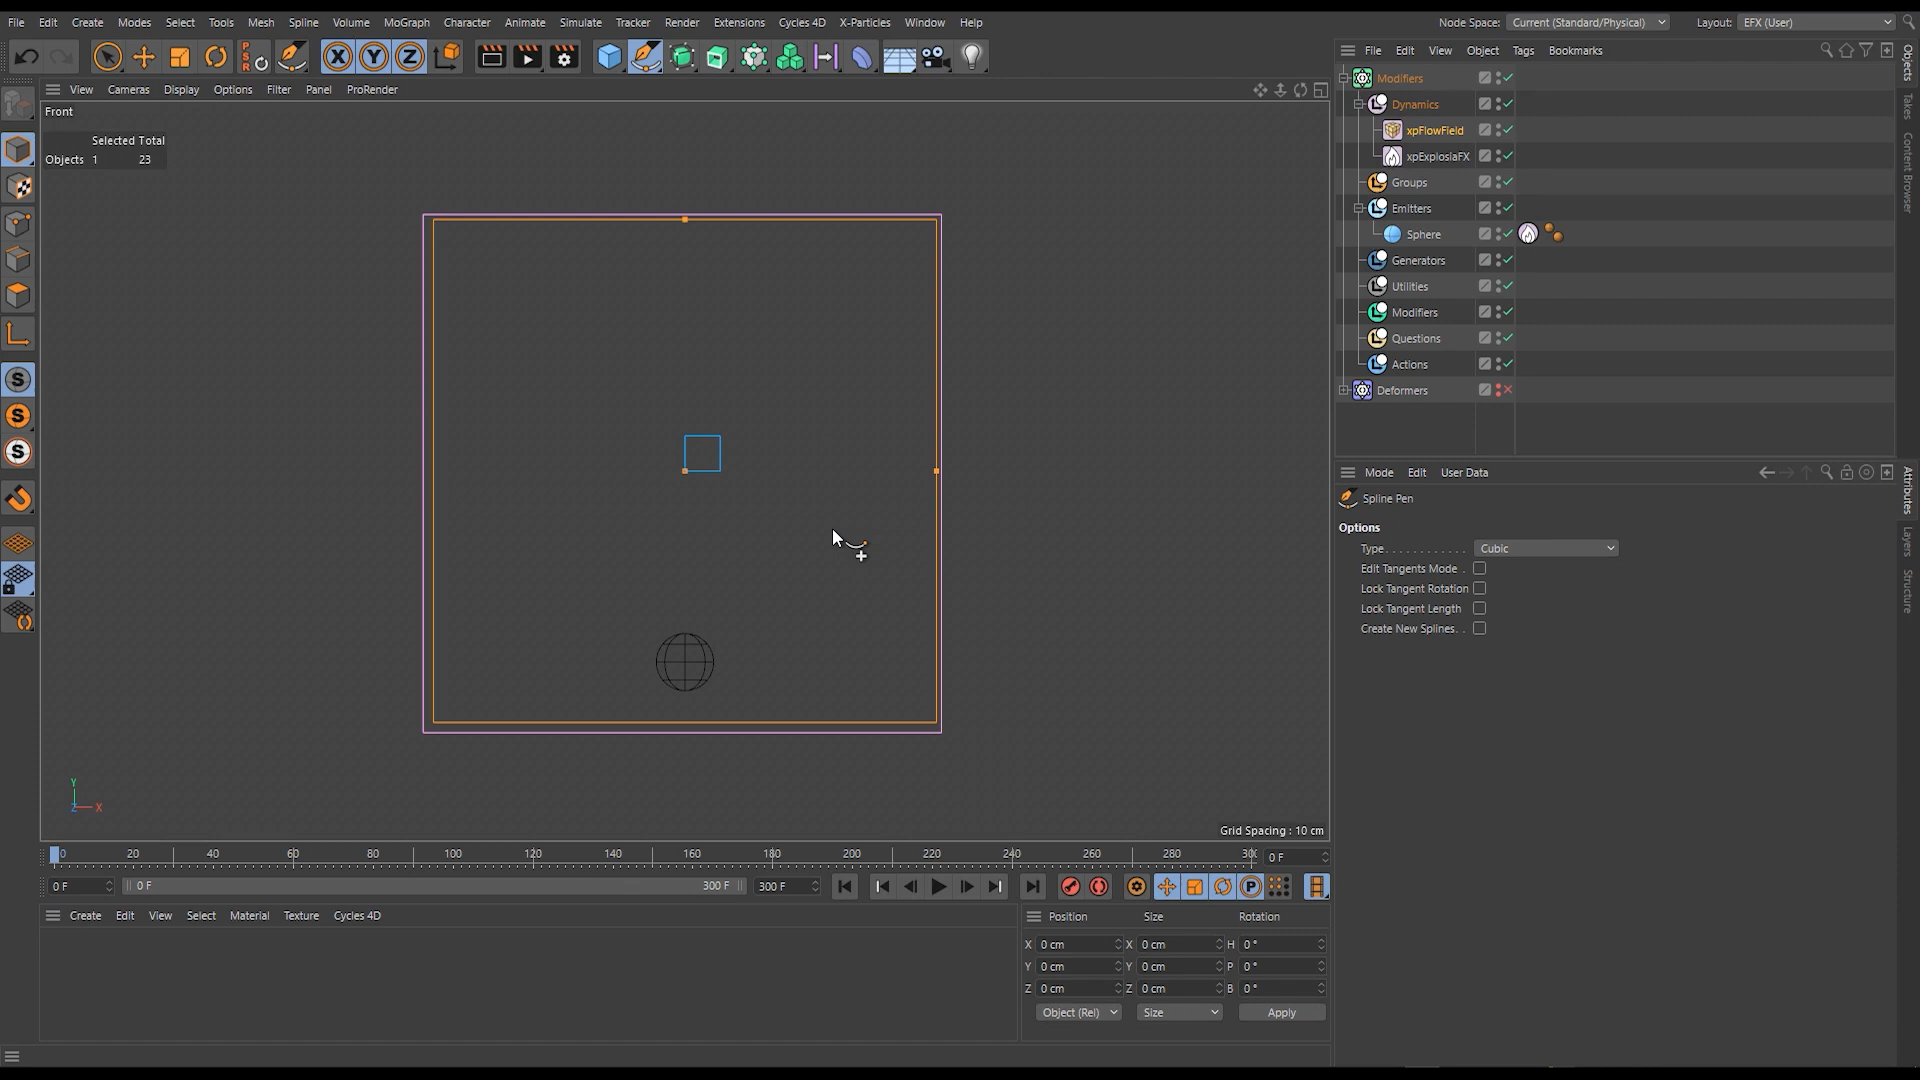 File Edit Create Modes Select Tools Mesh Spline Volume MoGraph Character Animate Simulate Tracker Render Extensions Cycles 4D X-Particles Window Help
Node Space: Current (Standard/Physical) Layout: EFX (User)
File Edit View Object Tags Bookmarks
View Cameras Display Options Filter Panel ProRender
Front
Selected Total
Objects 1 23
Modifiers
Dynamics
xpFlowField
xpExplosiaFX
Groups
Emitters
Sphere
Generators
Utilities
Modifiers
Questions
Actions
Deformers
Objects
Takes
Content Browser
Mode Edit User Data
Spline Pen
Options
Type . . . . . . . . . . . . Cubic
Edit Tangents Mode .
Lock Tangent Rotation
Lock Tangent Length
Create New Splines. . .
Attributes
Layers
Structure
Y
Z X
Grid Spacing : 10 cm
0 20 40 60 80 100 120 140 160 180 200 220 240 260 280 0 F
0 F 0 F 300 F 300 F
Create Edit View Select Material Texture Cycles 4D
Position Size Rotation
X 0 cm X 0 cm H 0 °
Y 0 cm Y 0 cm P 0 °
Z 0 cm Z 0 cm B 0 °
Object (Rel) Size Apply